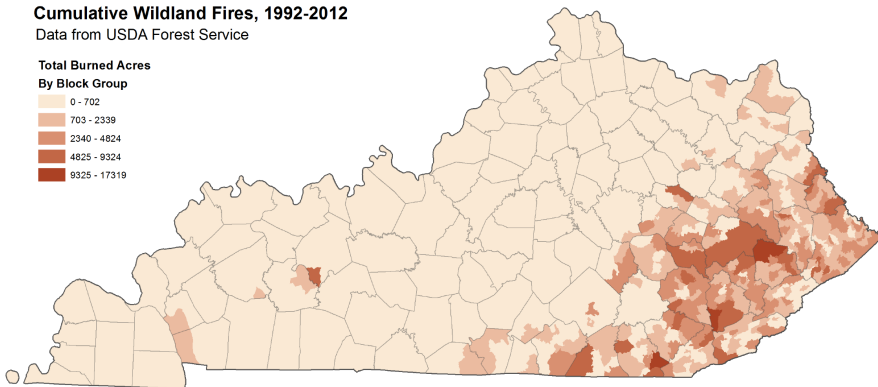 Cumulative Wildland Fires, 1992-2012
Data from USDA Forest Service
Total Burned Acres
By Block Group
0 - 702
703 - 2339
2340 - 4824
4825 - 9324
9325 - 17319